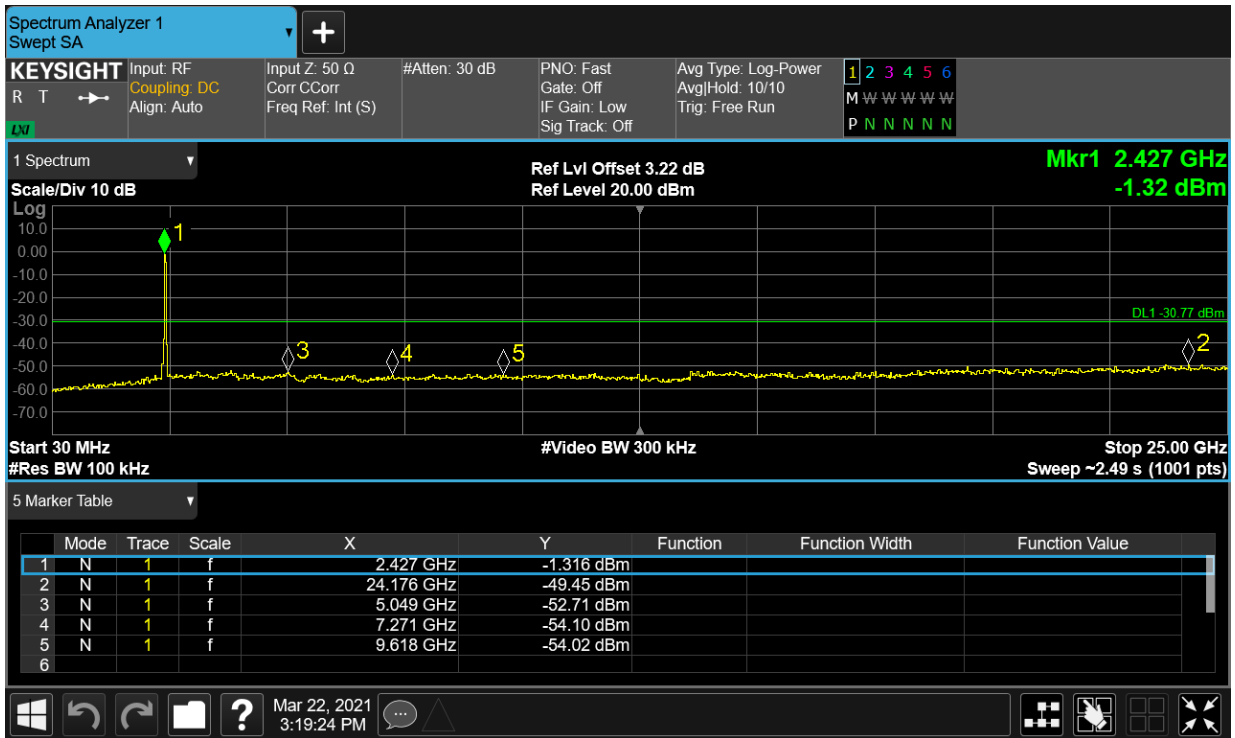 Spectrum Analyzer 1
Swept SA
KEYSIGHT
R T
LXI
Input: RF
Coupling: DC
Align: Auto
Input Z: 50 Ω
Corr CCorr
Freq Ref: Int (S)
#Atten: 30 dB
PNO: Fast
Gate: Off
IF Gain: Low
Sig Track: Off
Avg Type: Log-Power
Avg|Hold: 10/10
Trig: Free Run
1 2 3 4 5 6
M W W W W W
P N N N N N
1 Spectrum
Scale/Div 10 dB
Ref Lvl Offset 3.22 dB
Ref Level 20.00 dBm
Mkr1 2.427 GHz
-1.32 dBm
Log
10.0
0.00
-10.0
-20.0
-30.0
-40.0
-50.0
-60.0
-70.0
1
DL1 -30.77 dBm
3
4
5
2
Start 30 MHz
#Res BW 100 kHz
#Video BW 300 kHz
Stop 25.00 GHz
Sweep ~2.49 s (1001 pts)
5 Marker Table
Mode Trace Scale X Y Function Function Width Function Value
1 N 1 f 2.427 GHz -1.316 dBm
2 N 1 f 24.176 GHz -49.45 dBm
3 N 1 f 5.049 GHz -52.71 dBm
4 N 1 f 7.271 GHz -54.10 dBm
5 N 1 f 9.618 GHz -54.02 dBm
6
?
Mar 22, 2021
3:19:24 PM